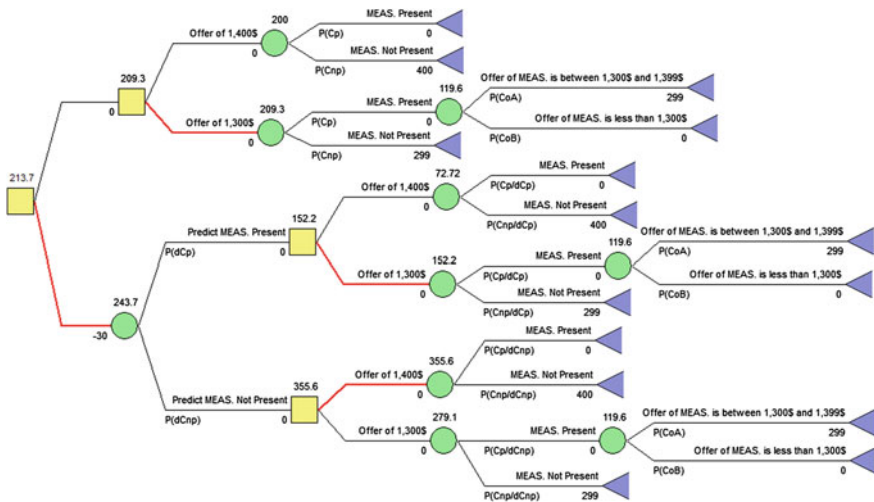 200
MEAS. Present
Offer of 1,400$
P(Cp)
0
0
MEAS. Not Present
209.3
P(Cnp)
400
Offer of MEAS. is between 1,300$ and 1,399$
0
209.3
MEAS. Present
119.6
P(CoA)
299
Offer of 1,300$
P(Cp)
0
Offer of MEAS. is less than 1,300$
0
MEAS. Not Present
P(CoB)
0
P(Cnp)
299
213.7
72.72
MEAS. Present
Offer of 1,400$
P(Cp/dCp)
0
0
MEAS. Not Present
Predict MEAS. Present
152.2
P(Cnp/dCp)
400
Offer of MEAS. is between 1,300$ and 1,399$
P(dCp)
0
152.2
MEAS. Present
119.6
P(CoA)
299
Offer of 1,300$
P(Cp/dCp)
0
Offer of MEAS. is less than 1,300$
0
MEAS. Not Present
P(CoB)
0
243.7
P(Cnp/dCp)
299
-30
MEAS. Present
355.6
P(Cp/dCnp)
0
Offer of 1,400$
MEAS. Not Present
Predict MEAS. Not Present
355.6
0
P(Cnp/dCnp)
400
P(dCnp)
0
Offer of MEAS. is between 1,300$ and 1,399$
279.1
119.6
P(CoA)
299
Offer of 1,300$
MEAS. Present
0
P(Cp/dCnp)
0
Offer of MEAS. is less than 1,300$
P(CoB)
0
MEAS. Not Present
P(Cnp/dCnp)
299